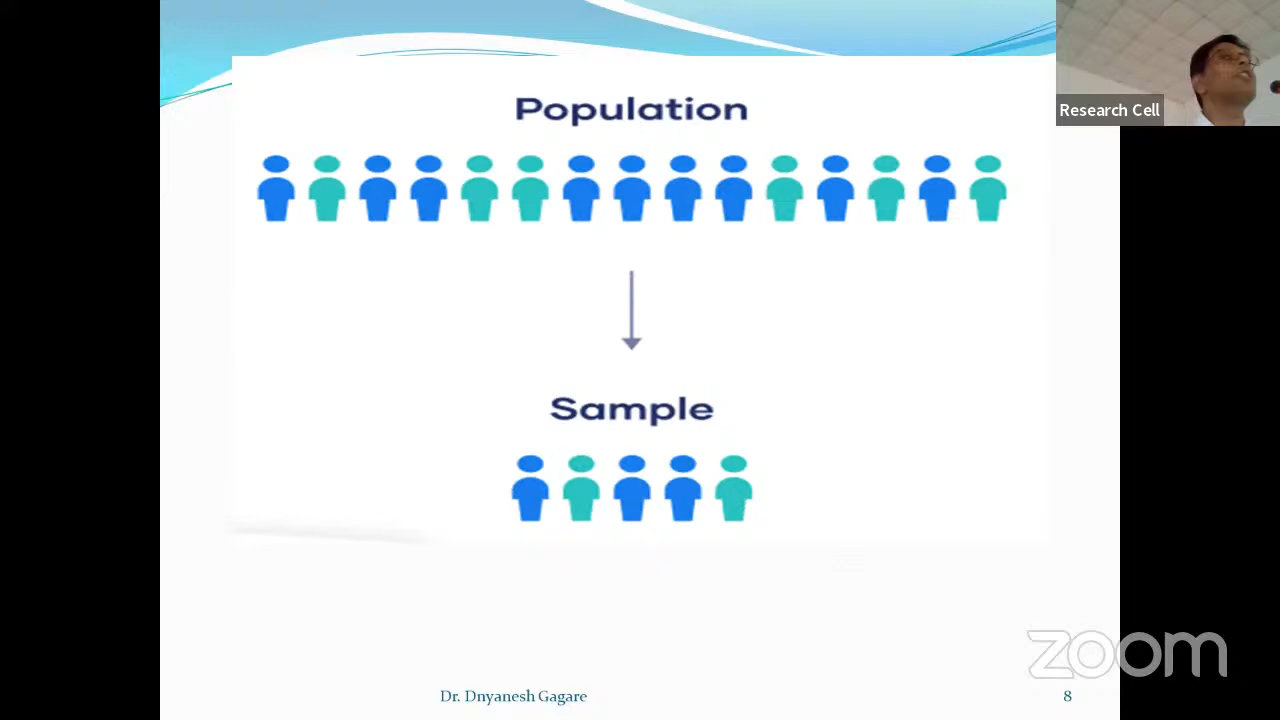 Population
Research Cell
Sample
zoom
Dr. Dnyanesh Gagare
8